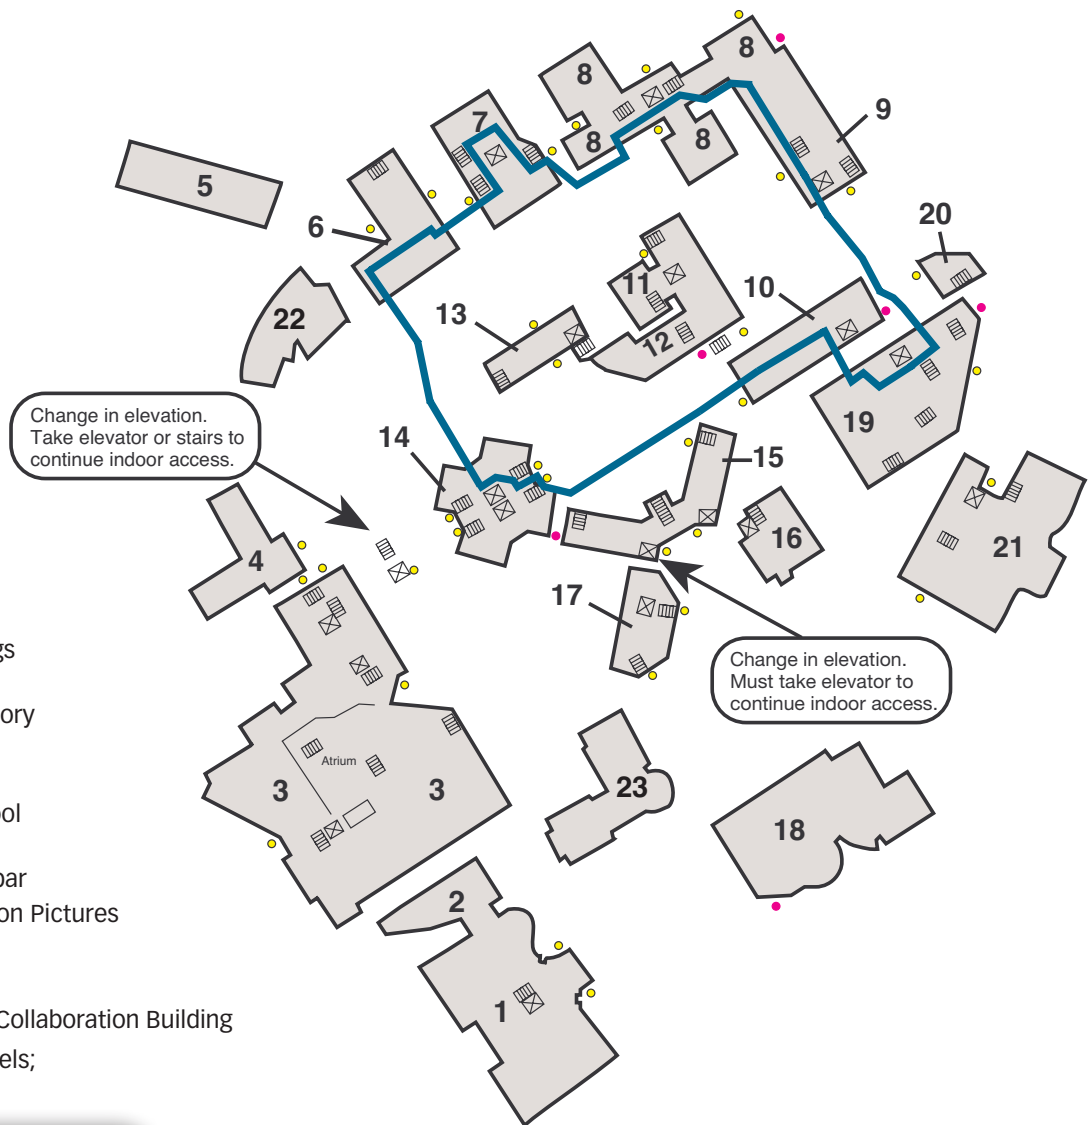 8
8
7
9
8
8
5
6
20
11
10
22
13
12
Change in elevation.
Take elevator or stairs to
continue indoor access.
14
19
15
4
16
21
17
gs
Change in elevation.
Must take elevator to
continue indoor access.
ory
Atrium
3
3
23
ool
18
bar
on Pictures
2
1
Collaboration Building
els;